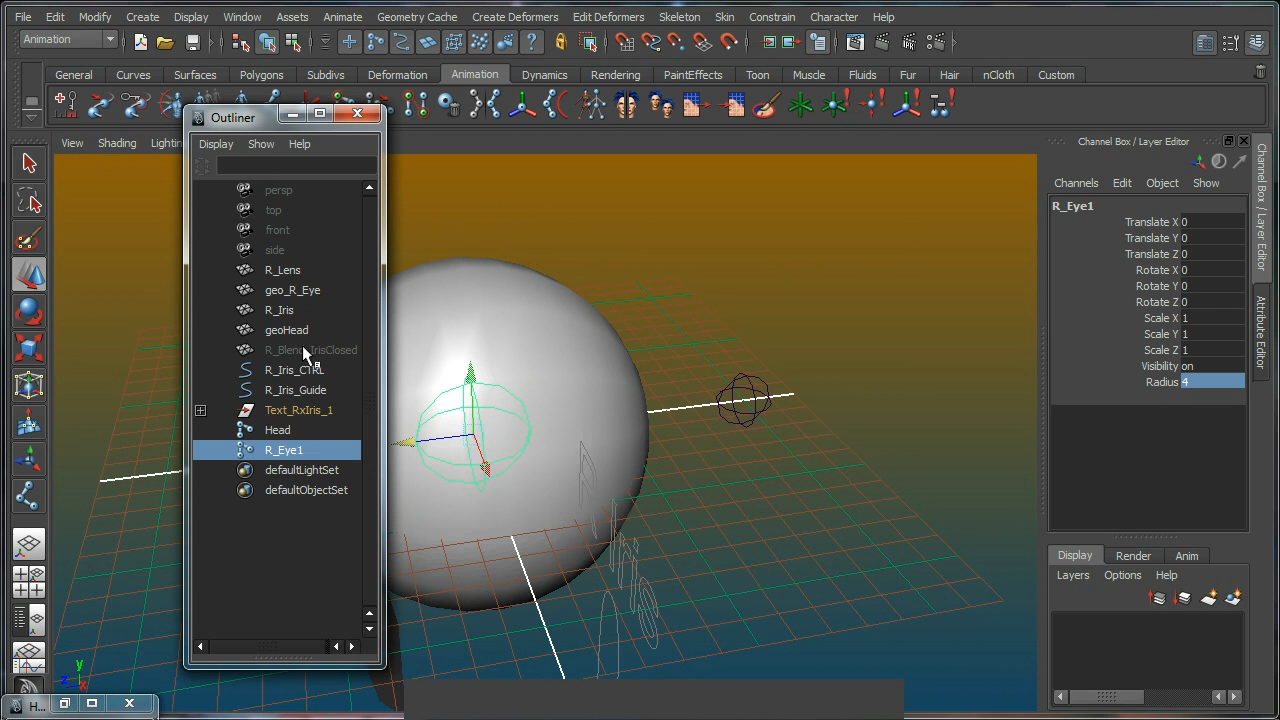 File Edit Modify Create Display Window Assets Animate Geometry Cache Create Deformers Edit Deformers Skeleton Skin Constrain Character Help
Animation
General Curves Surfaces Polygons Subdivs Deformation Animation Dynamics Rendering PaintEffects Toon Muscle Fluids Fur Hair nCloth Custom
Outliner
View Shading
Display Show Help
persp
top
front
side
R_Lens
geo_R_Eye
R_Iris
geoHead
R_Iris_Guide
Text_RxIris_1
Head
R_Eye1
defaultLightSet
defaultObjectSet
Channel Box / Layer Editor
Channels Edit Object Show
R_Eye1
Translate X 0
Translate Y 0
Translate Z 0
Rotate X 0
Rotate Y 0
Rotate Z 0
Scale X 1
Scale Y 1
Scale Z 1
Visibility on
Radius 4
Display Render Anim
Layers Options Help
Channel Box / Layer Editor
Attribute Editor
y
z x
H...